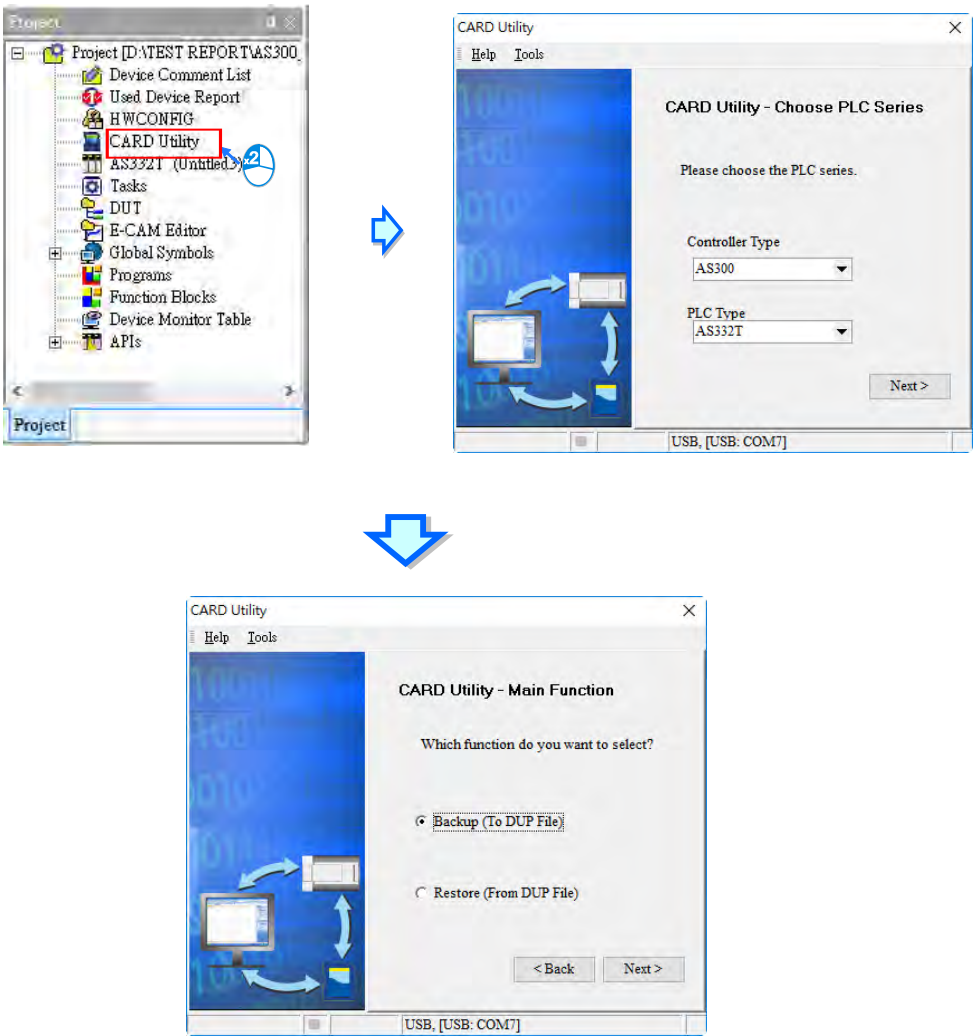 Project
Project [D:\TEST REPORT\AS300_
Device Comment List
Used Device Report
HWCONFIG
CARD Utility
AS332T (Untitled3)
x2
Tasks
DUT
E-CAM Editor
Global Symbols
Programs
Function Blocks
Device Monitor Table
APIs
Project
CARD Utility
Help Tools
CARD Utility - Choose PLC Series
Please choose the PLC series.
Controller Type
AS300
PLC Type
AS332T
Next >
USB, [USB: COM7]
CARD Utility
Help Tools
CARD Utility - Main Function
Which function do you want to select?
Backup (To DUP File)
Restore (From DUP File)
< Back Next >
USB, [USB: COM7]